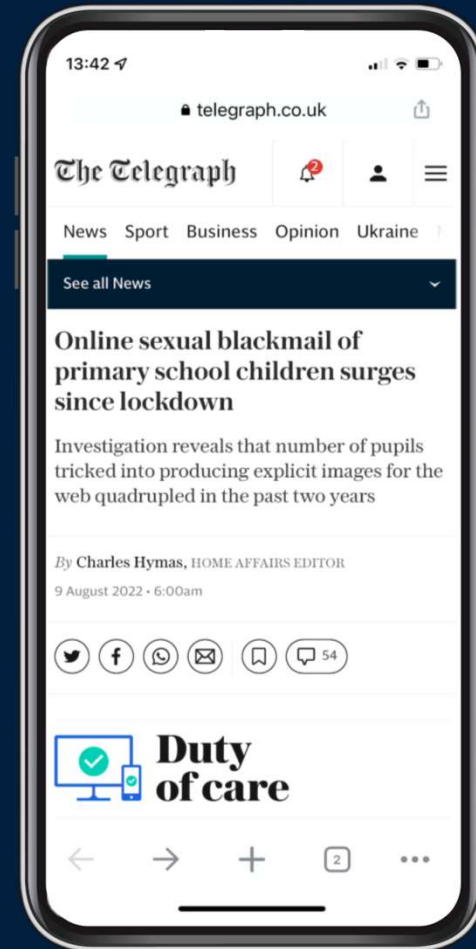 13:42
telegraph.co.uk
The Telegraph
2
News Sport Business Opinion Ukraine
See all News
Online sexual blackmail of
primary school children surges
since lockdown
Investigation reveals that number of pupils
tricked into producing explicit images for the
web quadrupled in the past two years
By Charles Hymas, HOME AFFAIRS EDITOR
9 August 2022 • 6:00am
54
Duty
of care
2